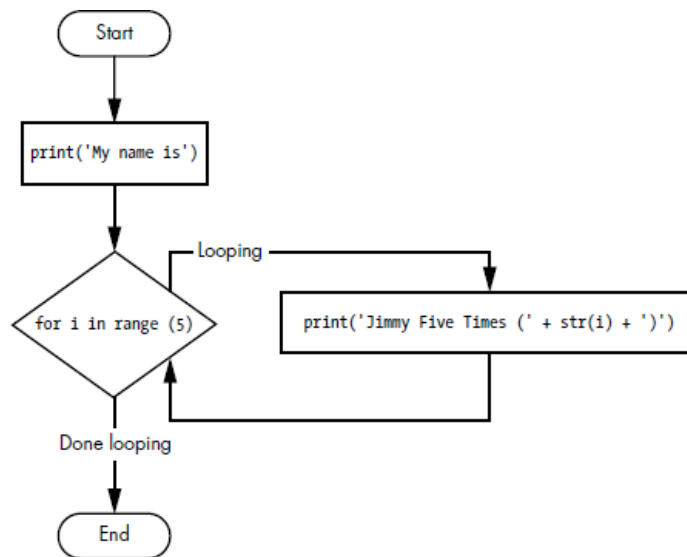 Start
print('My name is')
Looping
for i in range (5)
print('Jimmy Five Times (' + str(i) + ')')
Done looping
End